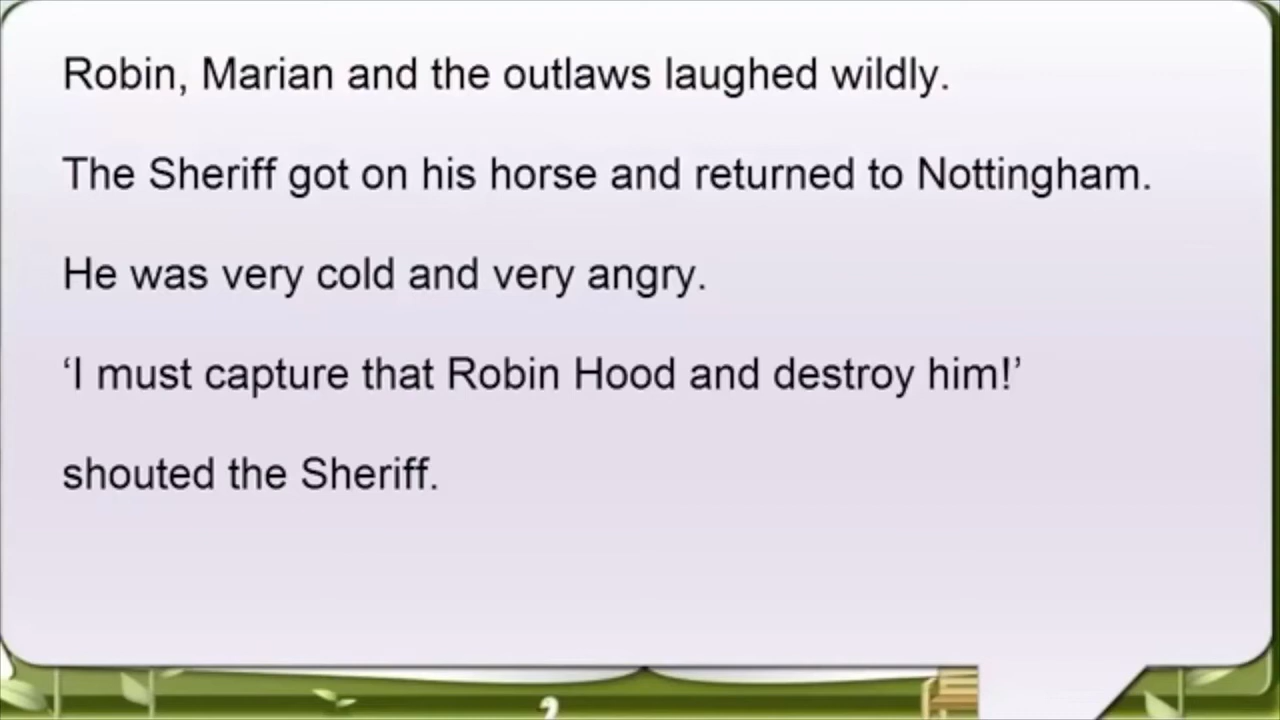 Robin, Marian and the outlaws laughed wildly.
The Sheriff got on his horse and returned to Nottingham.
He was very cold and very angry.
‘I must capture that Robin Hood and destroy him!’
shouted the Sheriff.